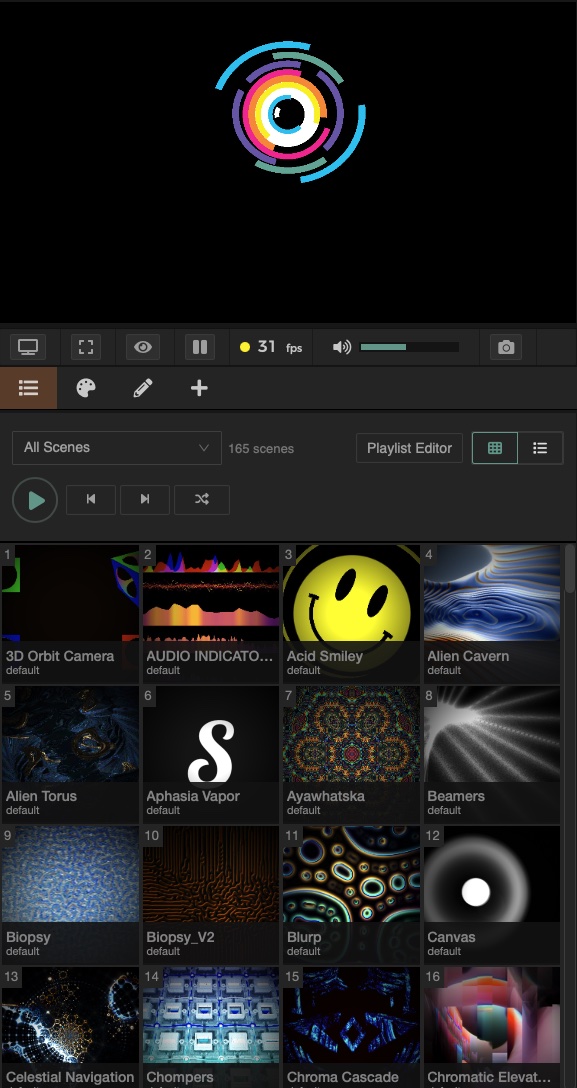 31 fps
All Scenes
165 scenes
Playlist Editor
1
2
3
4
3D Orbit Camera
AUDIO INDICATO...
Acid Smiley
Alien Cavern
default
default
default
default
5
6
7
8
S
Alien Torus
Aphasia Vapor
Ayawhatska
Beamers
default
default
default
default
9
10
11
12
Biopsy
Biopsy_V2
Blurp
Canvas
default
default
default
default
13
14
15
16
Celestial Navigation
Chompers
Chroma Cascade
Chromatic Elevat...